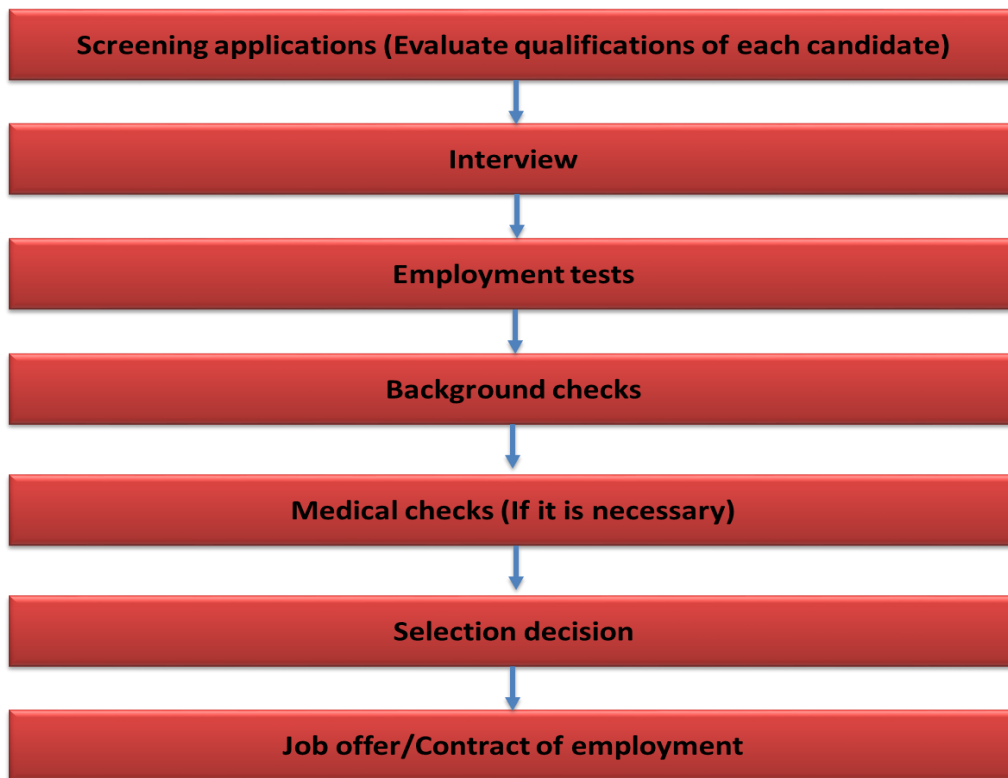 Screening applications (Evaluate qualifications of each candidate)
Interview
Employment tests
Background checks
Medical checks (If it is necessary)
Selection decision
Job offer/Contract of employment